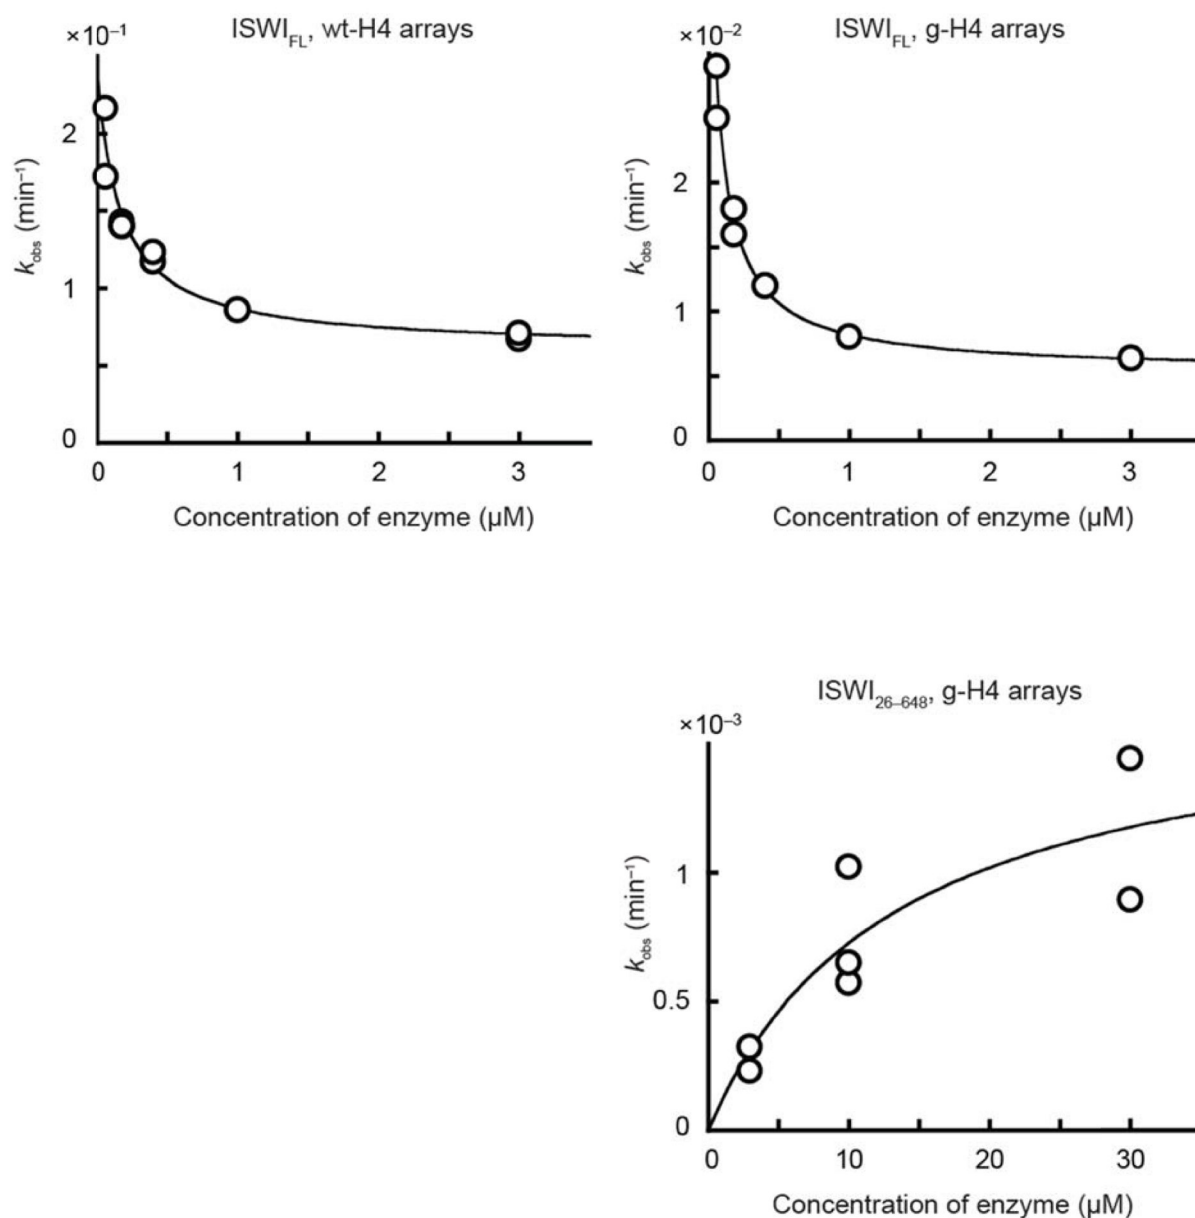 ISWI_FL, wt-H4 arrays
×10⁻¹
2
1
0
k_obs (min⁻¹)
0 1 2 3
Concentration of enzyme (µM)
ISWI_FL, g-H4 arrays
×10⁻²
2
1
0
k_obs (min⁻¹)
0 1 2 3
Concentration of enzyme (µM)
ISWI_26–648, g-H4 arrays
×10⁻³
1
0.5
0
k_obs (min⁻¹)
0 10 20 30
Concentration of enzyme (µM)